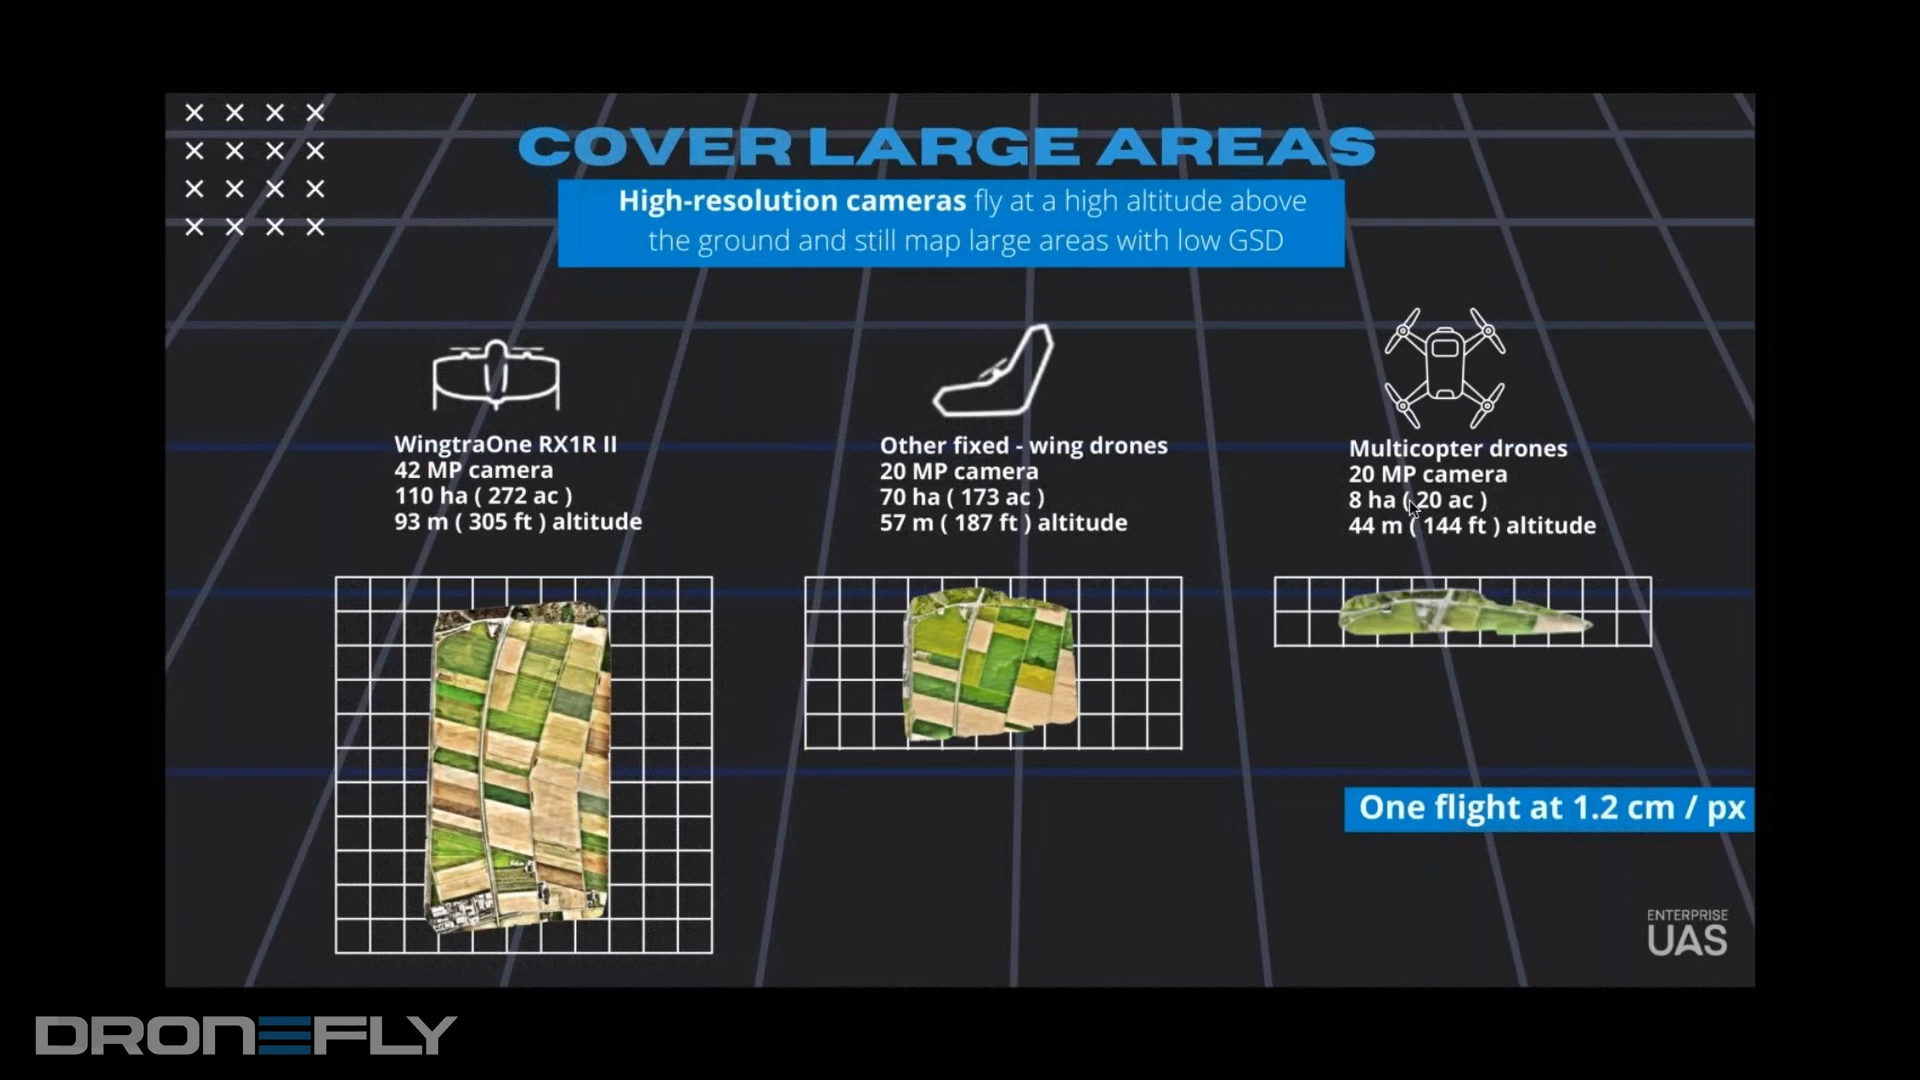 COVER LARGE AREAS
High-resolution cameras fly at a high altitude above
the ground and still map large areas with low GSD
WingtraOne RX1R II
42 MP camera
110 ha ( 272 ac )
93 m ( 305 ft ) altitude
Other fixed - wing drones
20 MP camera
70 ha ( 173 ac )
57 m ( 187 ft ) altitude
Multicopter drones
20 MP camera
8 ha ( 20 ac )
44 m ( 144 ft ) altitude
One flight at 1.2 cm / px
ENTERPRISE
UAS
DRONEFLY